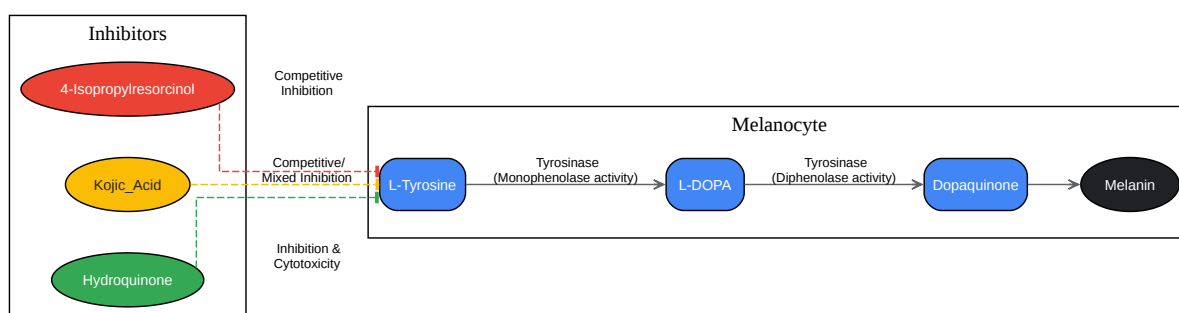 Inhibitors
4-Isopropylresorcinol
Kojic_Acid
Hydroquinone
Competitive
Inhibition
Competitive/
Mixed Inhibition
Inhibition &
Cytotoxicity
Melanocyte
L-Tyrosine
Tyrosinase
(Monophenolase activity)
L-DOPA
Tyrosinase
(Diphenolase activity)
Dopaquinone
Melanin